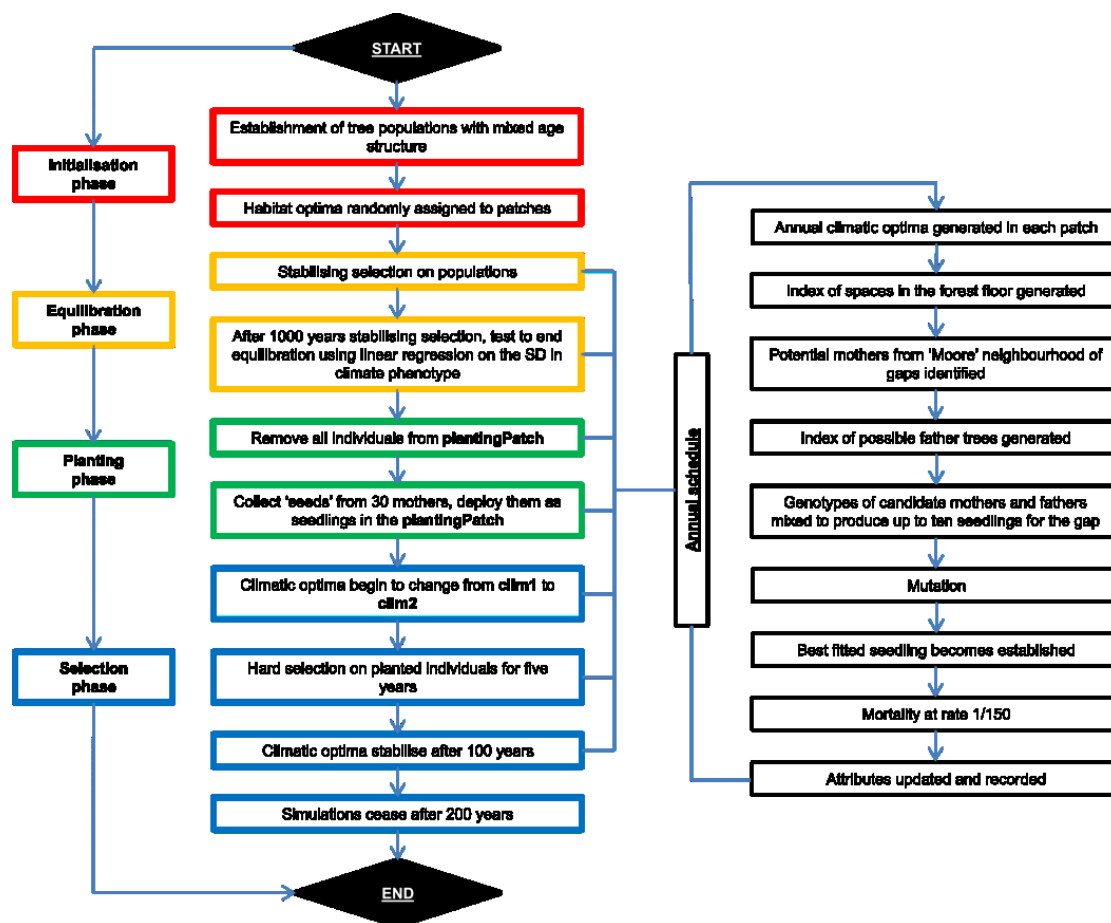 START
Initialisation
phase
Equilibration
phase
Planting
phase
Selection
phase
Establishment of tree populations with mixed age
structure
Habitat optima randomly assigned to patches
Stabilising selection on populations
After 1000 years stabilising selection, test to end
equilibration using linear regression on the SD in
climate phenotype
Remove all individuals from plantingPatch
Collect 'seeds' from 30 mothers, deploy them as
seedlings in the plantingPatch
Climatic optima begin to change from clim1 to
clim2
Hard selection on planted individuals for five
years
Climatic optima stabilise after 100 years
Simulations cease after 200 years
END
Annual schedule
Annual climatic optima generated in each patch
Index of spaces in the forest floor generated
Potential mothers from 'Moore' neighbourhood of
gaps identified
Index of possible father trees generated
Genotypes of candidate mothers and fathers
mixed to produce up to ten seedlings for the gap
Mutation
Best fitted seedling becomes established
Mortality at rate 1/150
Attributes updated and recorded